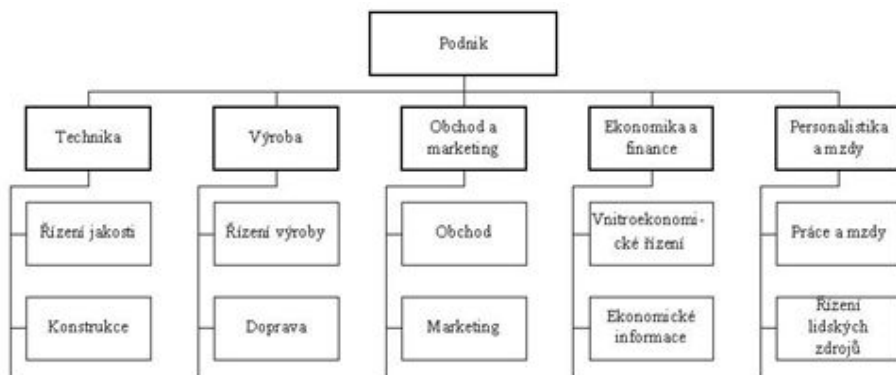 Podnik
Technika
Výroba
Obchod a
marketing
Ekonomika a
finance
Personalistika
a mzdy
Řízení jakosti
Řízení výroby
Obchod
Vnitroekonomi-
cké řízení
Práce a mzdy
Konstrukce
Doprava
Marketing
Ekonomické
informace
Řízení
lidských
zdrojů